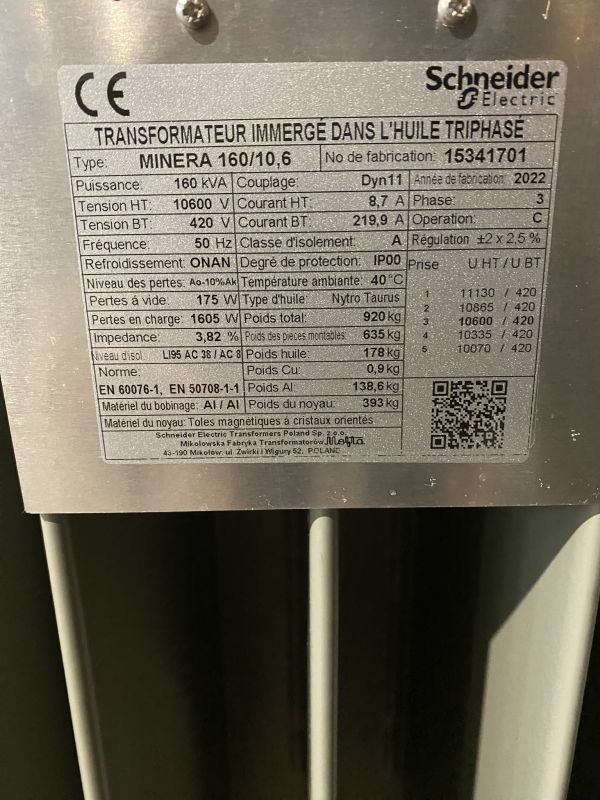 CE
Schneider
Electric
TRANSFORMATEUR IMMERGÉ DANS L'HUILE TRIPHASÉ
Type: MINERA 160/10,6 No de fabrication: 15341701
Puissance: 160 kVA Couplage: Dyn11 Année de fabrication: 2022
Tension HT: 10600 V Courant HT: 8,7 A Phase: 3
Tension BT: 420 V Courant BT: 219,9 A Operation: C
Fréquence: 50 Hz Classe d'isolement: A Régulation ±2 x 2,5 %
Refroidissement: ONAN Degré de protection: IP00 Prise U HT / U BT
Niveau des pertes: Ao-10%Ak Température ambiante: 40°C
Pertes à vide: 175 W Type d'huile: Nytro Taurus 1 11130 / 420
Pertes en charge: 1605 W Poids total: 920 kg 2 10865 / 420
Impedance: 3,82 % Poids des pièces montables: 635 kg 3 10600 / 420
Niveau d'isol. LI95 AC 38 / AC 8 Poids huile: 178 kg 4 10335 / 420
Norme: Poids Cu: 0,9 kg 5 10070 / 420
EN 60076-1, EN 50708-1-1 Poids Al 138,6 kg
Matériel du bobinage: Al / Al Poids du noyau: 393 kg
Matériel du noyau: Toles magnétiques à cristaux orientés
Schneider Electric Transformers Poland Sp. z o.o.
Mikolowska Fabryka Transformatorów Mefta
43-190 Mikołów: ul. Żwirki i Wigury 52, POLAND